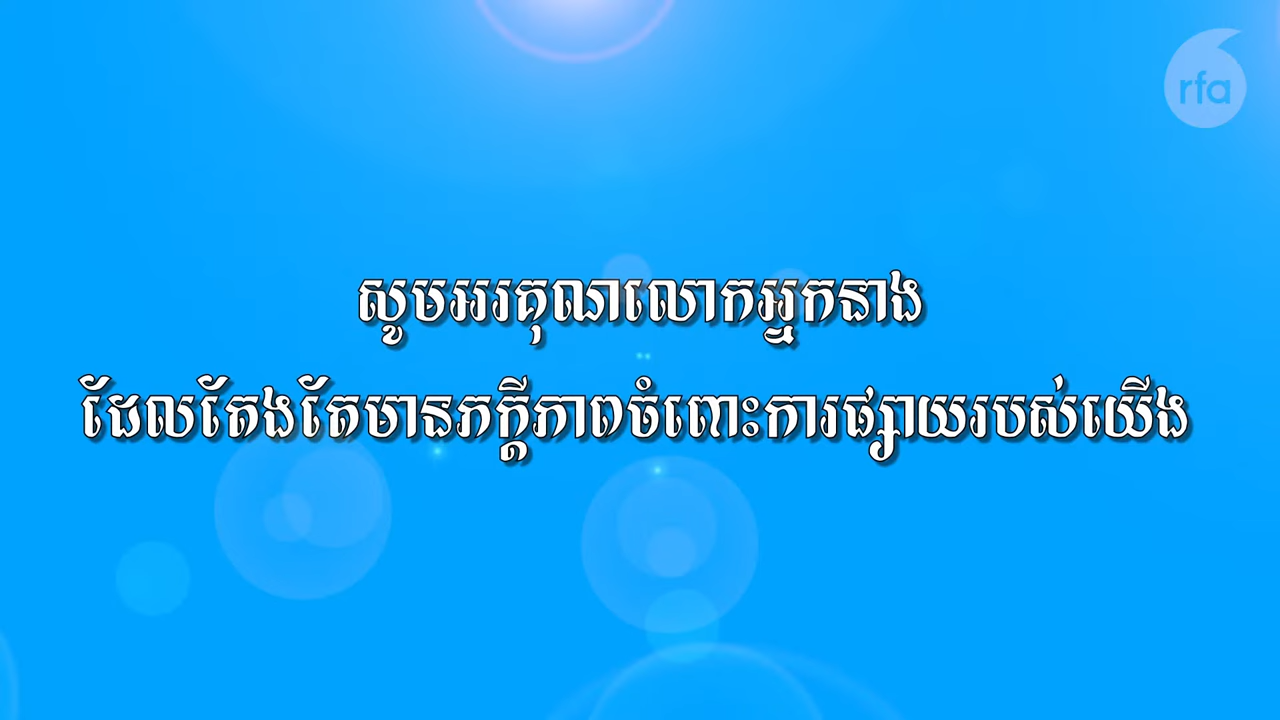 rfa
សូមអរគុណលោកអ្នកនាង
ដែលតែងតែមានភក្ដីភាពចំពោះការផ្សាយរបស់យើង